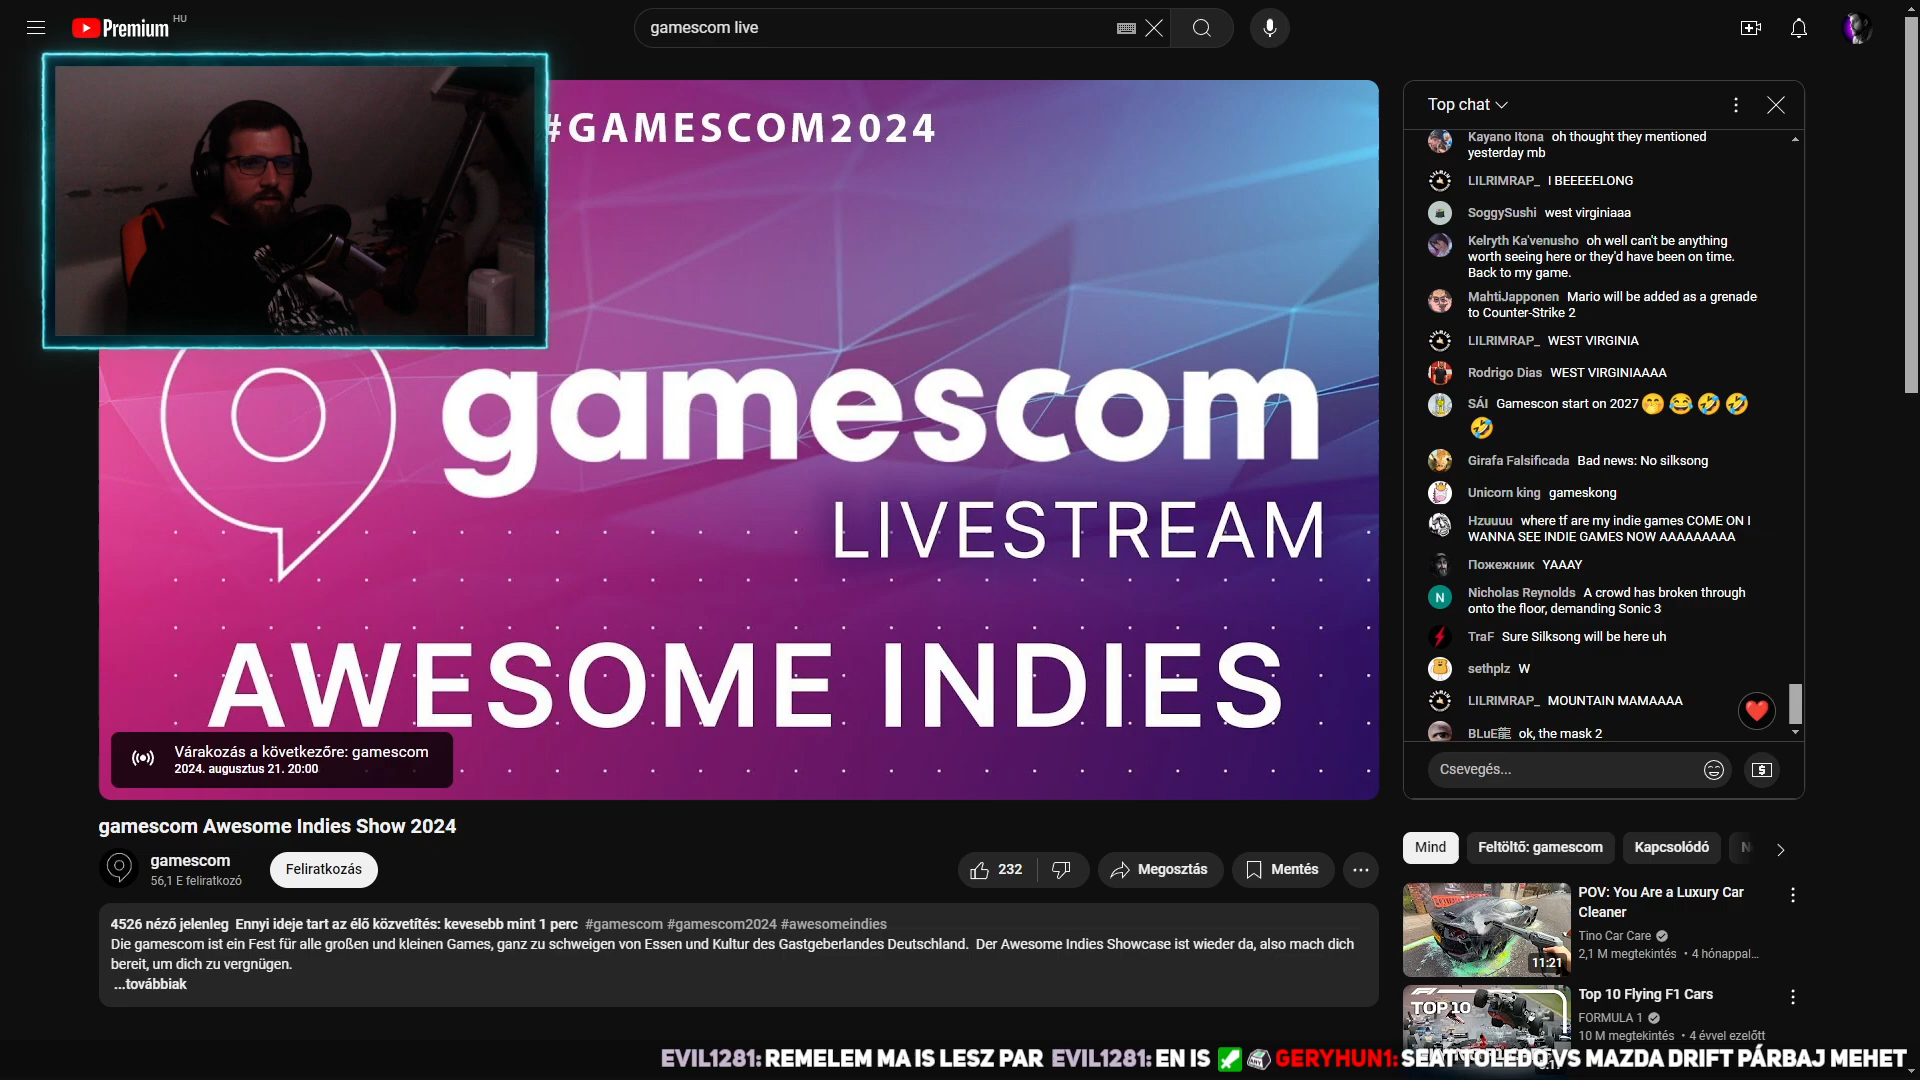 Premium HU
gamescom live
#GAMESCOM2024
gamescom
LIVESTREAM
AWESOME INDIES
Várakozás a következőre: gamescom
2024. augusztus 21. 20:00
gamescom Awesome Indies Show 2024
gamescom
56,1 E feliratkozó
Feliratkozás
232
Megosztás
Mentés
4526 néző jelenleg Ennyi ideje tart az élő közvetítés: kevesebb mint 1 perc #gamescom #gamescom2024 #awesomeindies
Die gamescom ist ein Fest für alle großen und kleinen Games, ganz zu schweigen von Essen und Kultur des Gastgeberlandes Deutschland. Der Awesome Indies Showcase ist wieder da, also mach dich
bereit, um dich zu vergnügen.
...továbbiak
Top chat
Kayano Itona oh thought they mentioned
yesterday mb
LILRIMRAP_ I BEEEEELONG
SoggySushi west virginiaaa
Kelryth Ka'venusho oh well can't be anything
worth seeing here or they'd have been on time.
Back to my game.
MahtiJapponen Mario will be added as a grenade
to Counter-Strike 2
LILRIMRAP_ WEST VIRGINIA
Rodrigo Dias WEST VIRGINIAAAA
SÁI Gamescon start on 2027🤭😂🤣🤣
🤣
Girafa Falsificada Bad news: No silksong
Unicorn king gameskong
Hzuuuu where tf are my indie games COME ON I
WANNA SEE INDIE GAMES NOW AAAAAAAAA
Пожежник YAAAY
N
Nicholas Reynolds A crowd has broken through
onto the floor, demanding Sonic 3
TraF Sure Silksong will be here uh
sethplz W
LILRIMRAP_ MOUNTAIN MAMAAAA
BLuE龍 ok, the mask 2
Csevegés...
Mind
Feltöltő: gamescom
Kapcsolódó
POV: You Are a Luxury Car
Cleaner
Tino Car Care
2,1 M megtekintés • 4 hónappal...
11:21
Top 10 Flying F1 Cars
FORMULA 1
10 M megtekintés • 4 évvel ezelőtt
TOP 10
EVIL1281: REMELEM MA IS LESZ PAR EVIL1281: EN IS GERYHUN1: SEAT TOLEDO VS MAZDA DRIFT PÁRBAJ MEHET